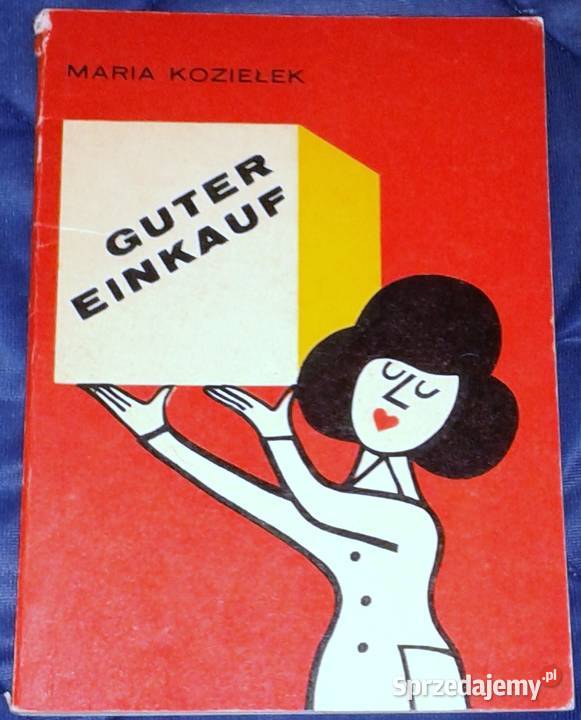 MARIA KOZIEŁEK
GUTER
EINKAUF
Sprzedajemy.pl